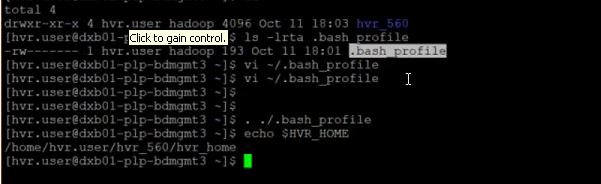 total 4
drwxr-xr-x 4 hvr.user hadoop 4096 Oct 11 18:03 hvr_560
[hvr.user@dxb01-plp-bdmgmt3 ~]$ ls -lrta .bash_profile
Click to gain control.
-rw------- 1 hvr.user hadoop 193 Oct 11 18:01 .bash_profile
[hvr.user@dxb01-plp-bdmgmt3 ~]$ vi ~/.bash_profile
[hvr.user@dxb01-plp-bdmgmt3 ~]$ vi ~/.bash_profile
[hvr.user@dxb01-plp-bdmgmt3 ~]$
[hvr.user@dxb01-plp-bdmgmt3 ~]$
[hvr.user@dxb01-plp-bdmgmt3 ~]$ . ./.bash_profile
[hvr.user@dxb01-plp-bdmgmt3 ~]$ echo $HVR_HOME
/home/hvr.user/hvr_560/hvr_home
[hvr.user@dxb01-plp-bdmgmt3 ~]$